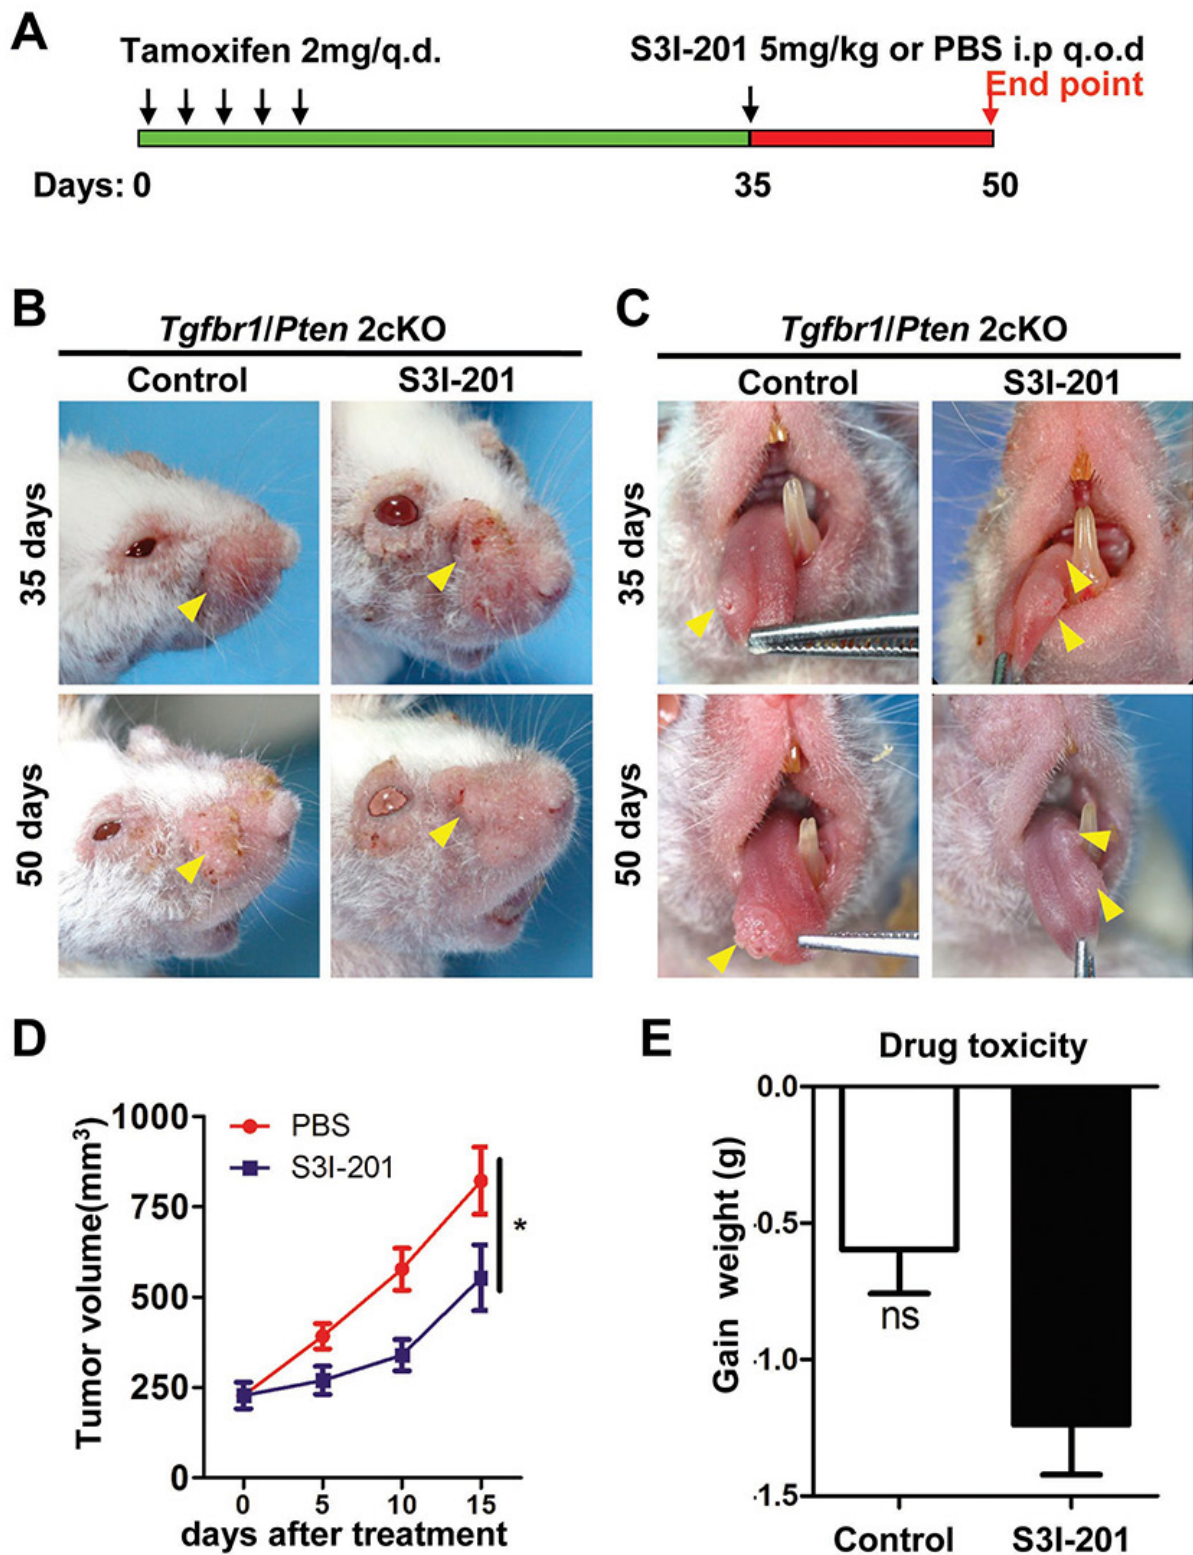 A
Tamoxifen 2mg/q.d.
S3I-201 5mg/kg or PBS i.p q.o.d
End point
Days: 0 35 50
B
Tgfbr1/Pten 2cKO
Control S3I-201
35 days
50 days
C
Tgfbr1/Pten 2cKO
Control S3I-201
35 days
50 days
D
Tumor volume(mm³)
1000
750
500
250
0
PBS
S3I-201
*
0 5 10 15
days after treatment
E
Drug toxicity
Gain weight (g)
0.0
-0.5
-1.0
-1.5
ns
Control S3I-201